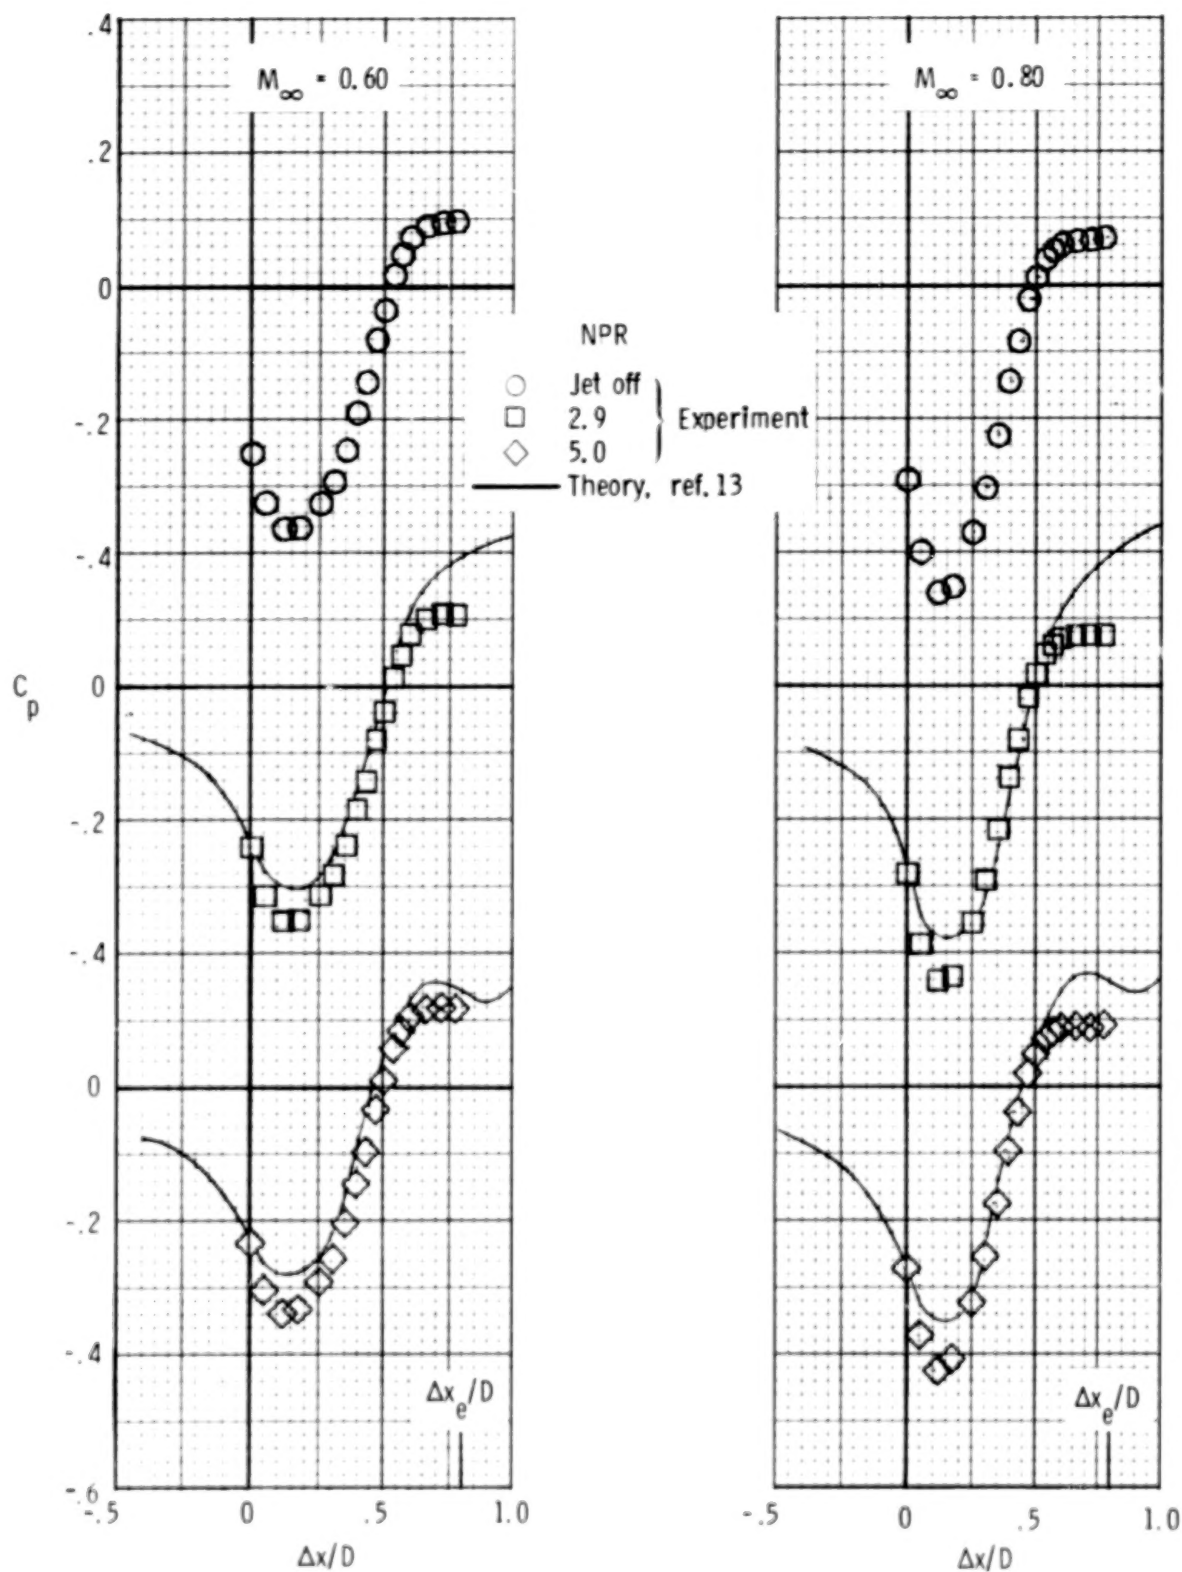 .4
.2
0
-.2
-.4
0
-.2
-.4
0
-.2
-.4
-.6
C p
M∞ = 0.60
M∞ = 0.80
NPR
Jet off
2.9
5.0
Experiment
Theory, ref. 13
Δx e/D
Δx e/D
-.5 0 .5 1.0
Δx/D
-.5 0 .5 1.0
Δx/D